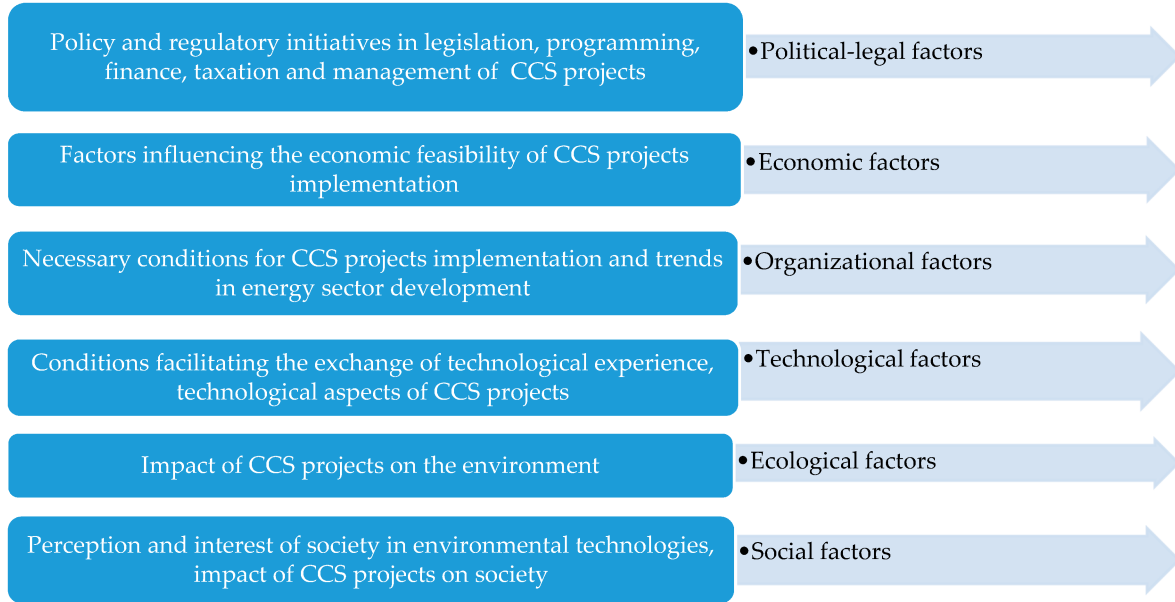 Policy and regulatory initiatives in legislation, programming,
finance, taxation and management of CCS projects
•Political-legal factors
Factors influencing the economic feasibility of CCS projects
implementation
•Economic factors
Necessary conditions for CCS projects implementation and trends
in energy sector development
•Organizational factors
Conditions facilitating the exchange of technological experience,
technological aspects of CCS projects
•Technological factors
Impact of CCS projects on the environment
•Ecological factors
Perception and interest of society in environmental technologies,
impact of CCS projects on society
•Social factors